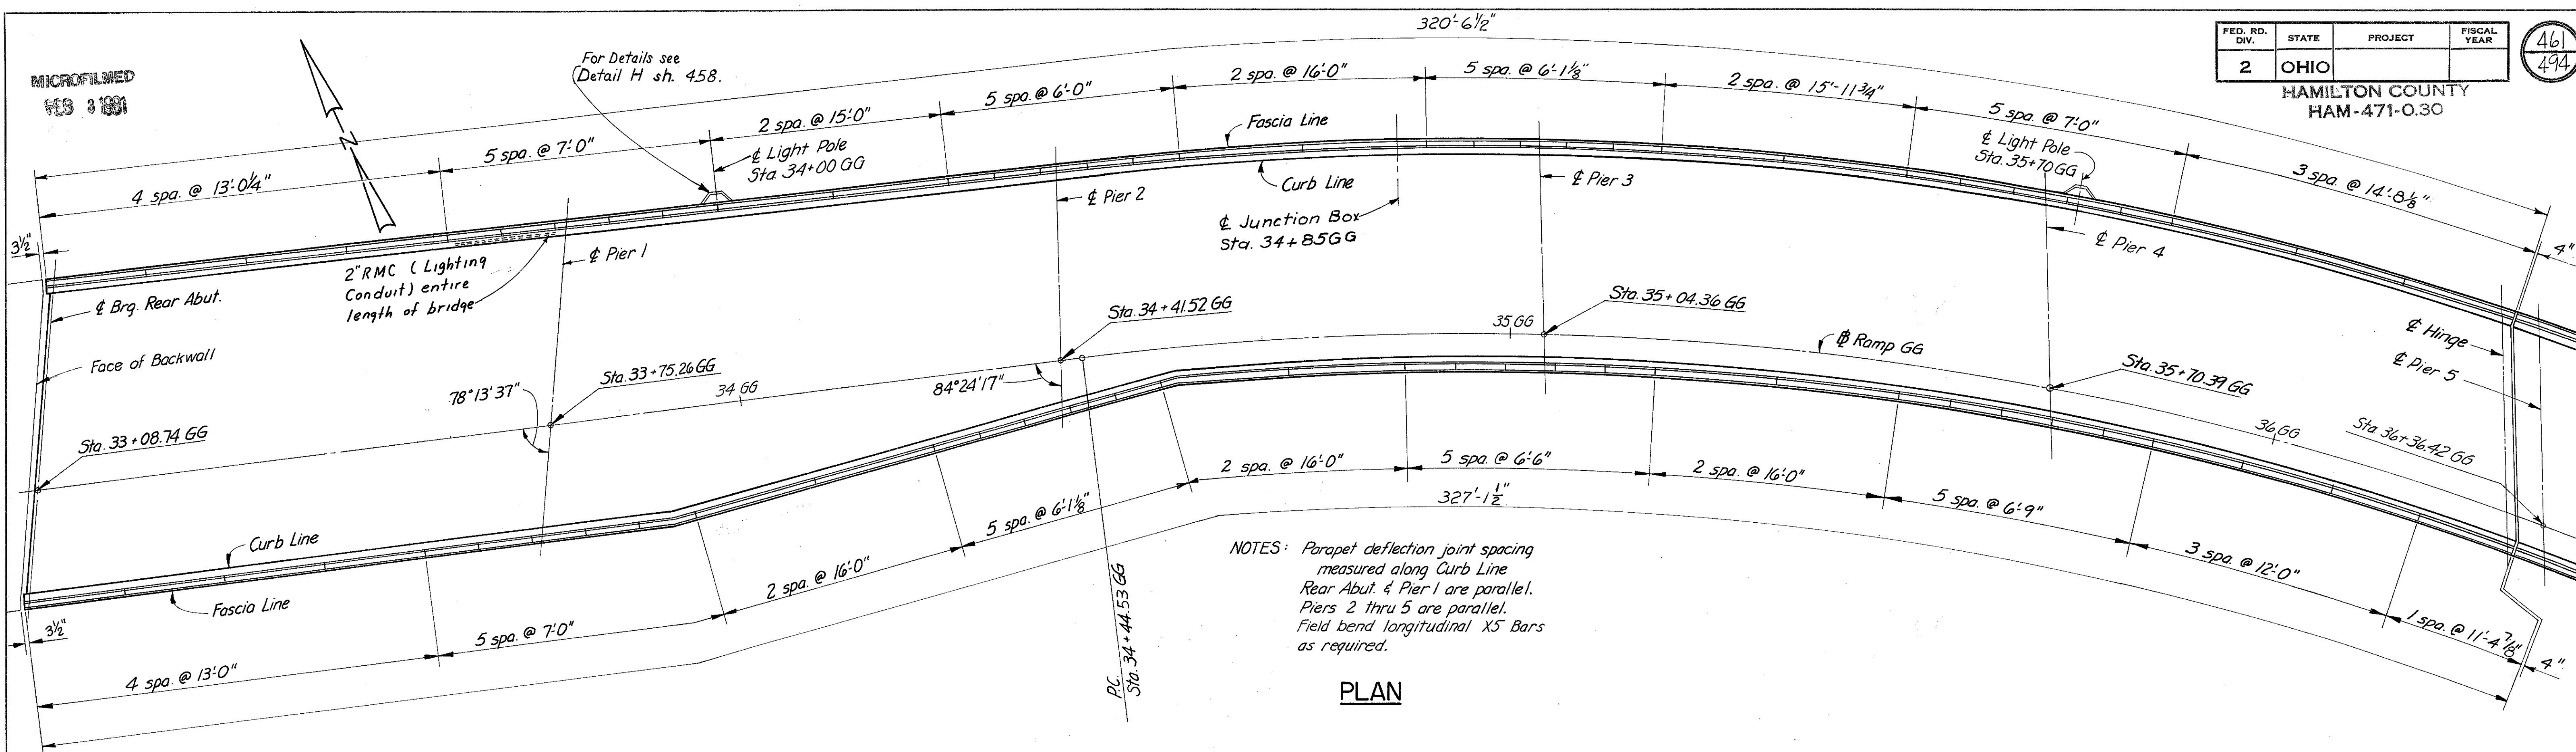 320'-6½"
FED. RD. DIV. STATE PROJECT FISCAL YEAR
2 OHIO
461
494
HAMILTON COUNTY
HAM-471-0.30
MICROFILMED
FEB 3 1981
For Details see
Detail H sh. 458.
N
4 spa. @ 13'-0¼"
5 spa. @ 7'-0"
2 spa. @ 15'-0"
5 spa. @ 6'-0"
2 spa. @ 16'-0"
5 spa. @ 6'-1⅛"
2 spa. @ 15'-11¾"
5 spa. @ 7'-0"
3 spa. @ 14'-8⅛"
4"
3½"
℄ Light Pole
Sta. 34+00 GG
Fascia Line
Curb Line
℄ Pier 2
℄ Junction Box
Sta. 34+85GG
℄ Pier 3
℄ Light Pole
Sta. 35+70 GG
℄ Pier 4
℄ Brg. Rear Abut.
2" RMC (Lighting
Conduit) entire
length of bridge
℄ Pier 1
Face of Backwall
Sta. 33+08.74 GG
78°13'37"
Sta. 33+75.26 GG
34 GG
84°24'17"
Sta. 34+41.52 GG
35 GG
Sta. 35+04.36 GG
Ramp GG
Sta. 35+70.39 GG
36 GG
Sta. 36+36.42 GG
℄ Hinge
℄ Pier 5
Curb Line
Fascia Line
3½"
4 spa. @ 13'-0"
5 spa. @ 7'-0"
2 spa. @ 16'-0"
5 spa. @ 6'-1⅛"
2 spa. @ 16'-0"
5 spa. @ 6'-6"
2 spa. @ 16'-0"
5 spa. @ 6'-9"
3 spa. @ 12'-0"
1 spa. @ 11'-4⅞"
4"
327'-1½"
P.C.
Sta. 34+44.53 GG
NOTES: Parapet deflection joint spacing
measured along Curb Line
Rear Abut. & Pier 1 are parallel.
Piers 2 thru 5 are parallel.
Field bend longitudinal X5 Bars
as required.
PLAN